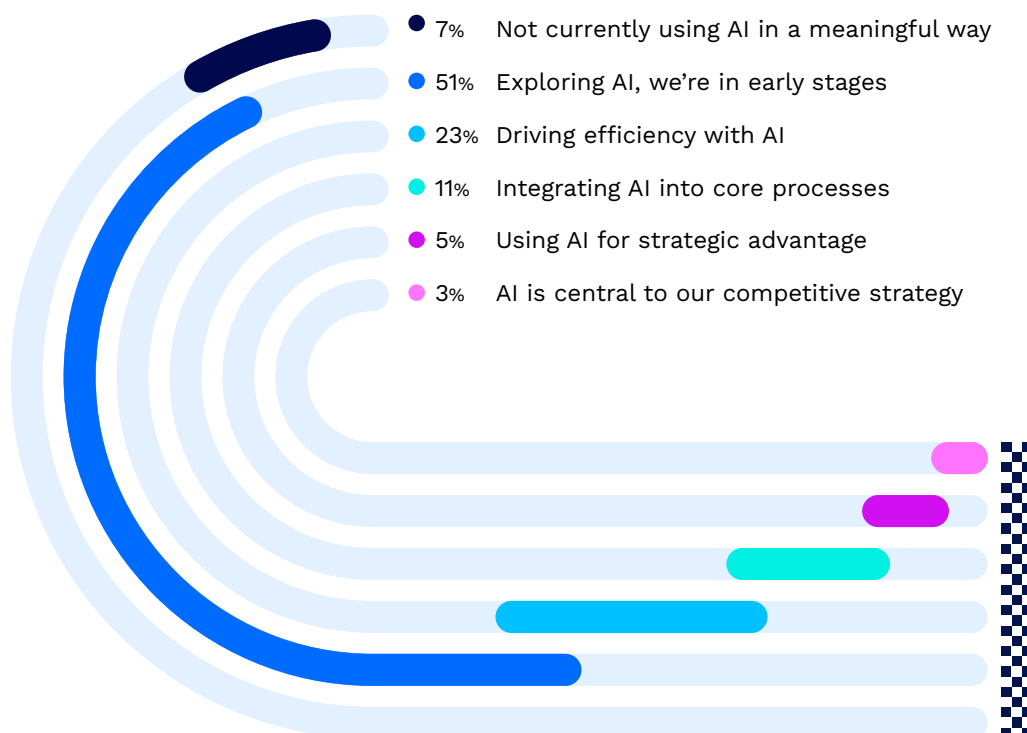 7% Not currently using AI in a meaningful way
51% Exploring AI, we’re in early stages
23% Driving efficiency with AI
11% Integrating AI into core processes
5% Using AI for strategic advantage
3% AI is central to our competitive strategy